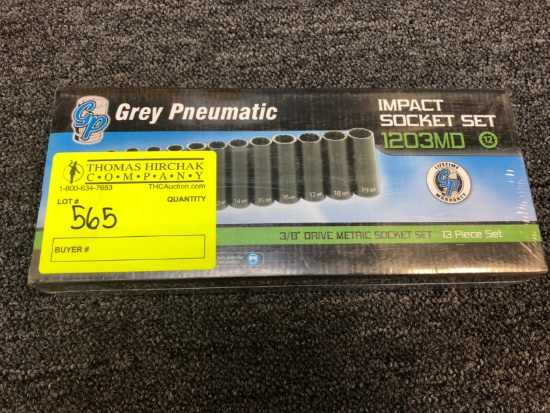 GP
Grey Pneumatic
IMPACT
SOCKET SET
1203MD 12
THOMAS HIRCHAK
COMPANY
1-800-634-7653 THCAuction.com
LOT # QUANTITY
565
BUYER #
14 15 16 17 18 19
LIFETIME
GP
WARRANTY
3/8" DRIVE METRIC SOCKET SET 13 Piece Set